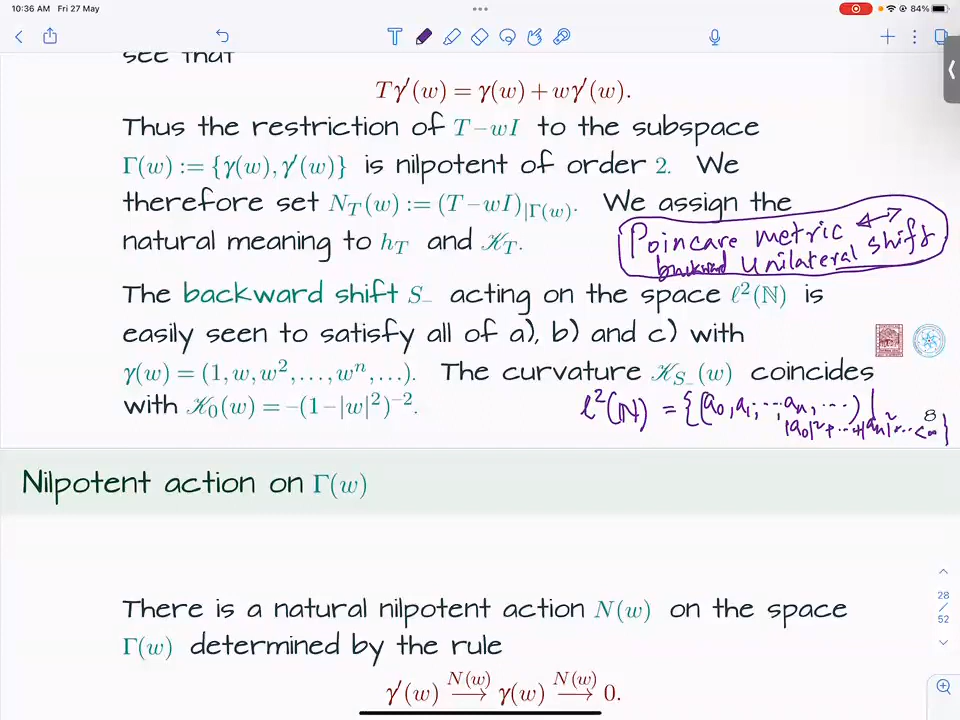 10:36 AM Fri 27 May
84%
see that
Tγ′(w) = γ(w) + wγ′(w).
Thus the restriction of T−wI to the subspace
Γ(w) := {γ(w), γ′(w)} is nilpotent of order 2. We
therefore set N_T(w) := (T−wI)_{|Γ(w)}. We assign the
natural meaning to h_T and 𝒦_T.
Poincare metric ↔
backward Unilateral shift
The backward shift S_− acting on the space ℓ²(ℕ) is
easily seen to satisfy all of a), b) and c) with
γ(w) = (1, w, w², …, wⁿ, …). The curvature 𝒦_{S_−}(w) coincides
with 𝒦₀(w) = −(1−|w|²)^{−2}.
ℓ²(ℕ) = {(a₀, a₁, …, aₙ, …) |
|a₀|² + … + |aₙ|² … < ∞}
8
Nilpotent action on Γ(w)
There is a natural nilpotent action N(w) on the space
Γ(w) determined by the rule
γ′(w) →^{N(w)} γ(w) →^{N(w)} 0.
28
/
52